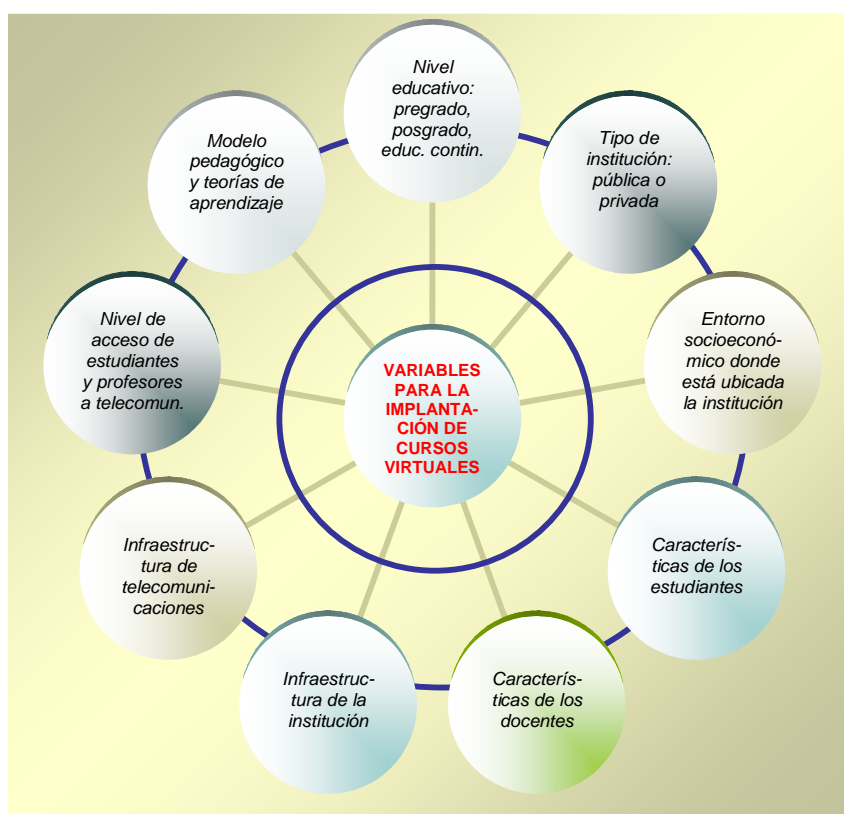 Nivel
educativo:
pregrado,
posgrado,
educ. contin.
Tipo de
institución:
pública o
privada
Entorno
socioeconó-
mico donde
está ubicada
la institución
Caracterís-
ticas de los
estudiantes
Caracterís-
ticas de los
docentes
Infraestruc-
tura de la
institución
Infraestruc-
tura de
telecomuni-
caciones
Nivel de
acceso de
estudiantes
y profesores
a telecomun.
Modelo
pedagógico
y teorías de
aprendizaje
VARIABLES
PARA LA
IMPLANTA-
CIÓN DE
CURSOS
VIRTUALES